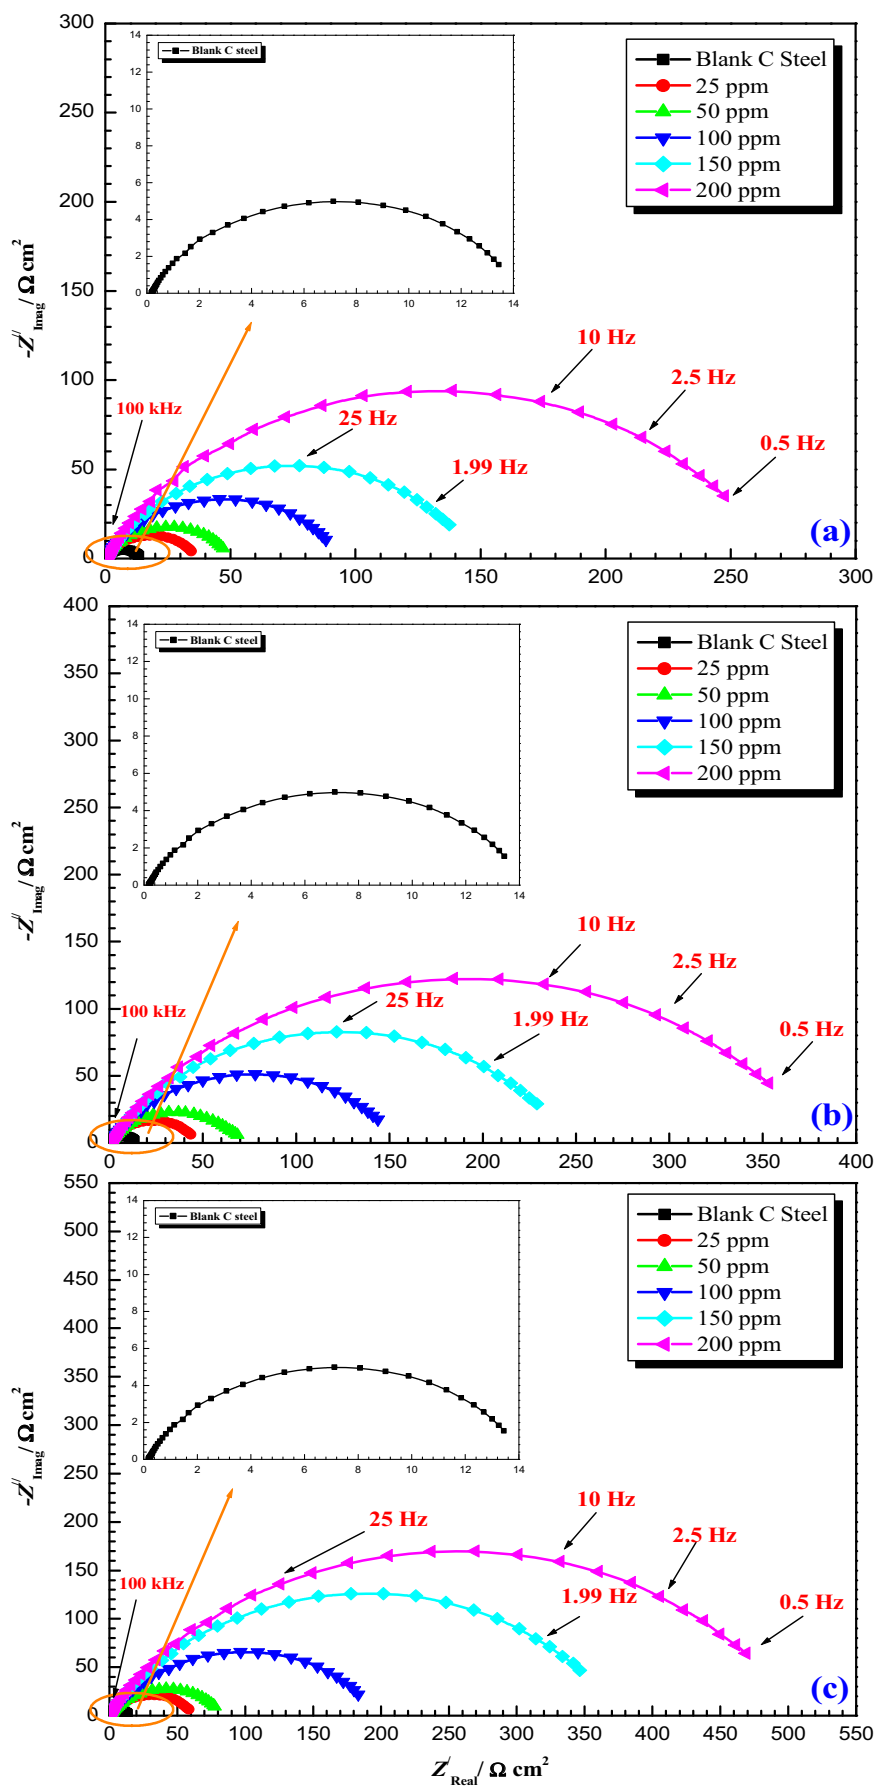 300
250
200
150
100
50
0
-Z // Imag / Ω cm2
14
12
10
8
6
4
2
0
Blank C steel
0 2 4 6 8 10 12 14
Blank C Steel
25 ppm
50 ppm
100 ppm
150 ppm
200 ppm
100 kHz
25 Hz
1.99 Hz
10 Hz
2.5 Hz
0.5 Hz
(a)
0 50 100 150 200 250 300
400
350
300
250
200
150
100
50
0
-Z // Imag / Ω cm2
14
12
10
8
6
4
2
0
Blank C steel
0 2 4 6 8 10 12 14
Blank C Steel
25 ppm
50 ppm
100 ppm
150 ppm
200 ppm
100 kHz
25 Hz
1.99 Hz
10 Hz
2.5 Hz
0.5 Hz
(b)
0 50 100 150 200 250 300 350 400
550
500
450
400
350
300
250
200
150
100
50
0
-Z // Imag / Ω cm2
14
12
10
8
6
4
2
0
Blank C steel
0 2 4 6 8 10 12 14
Blank C Steel
25 ppm
50 ppm
100 ppm
150 ppm
200 ppm
100 kHz
25 Hz
10 Hz
2.5 Hz
1.99 Hz
0.5 Hz
(c)
0 50 100 150 200 250 300 350 400 450 500 550
Z / Real / Ω cm2